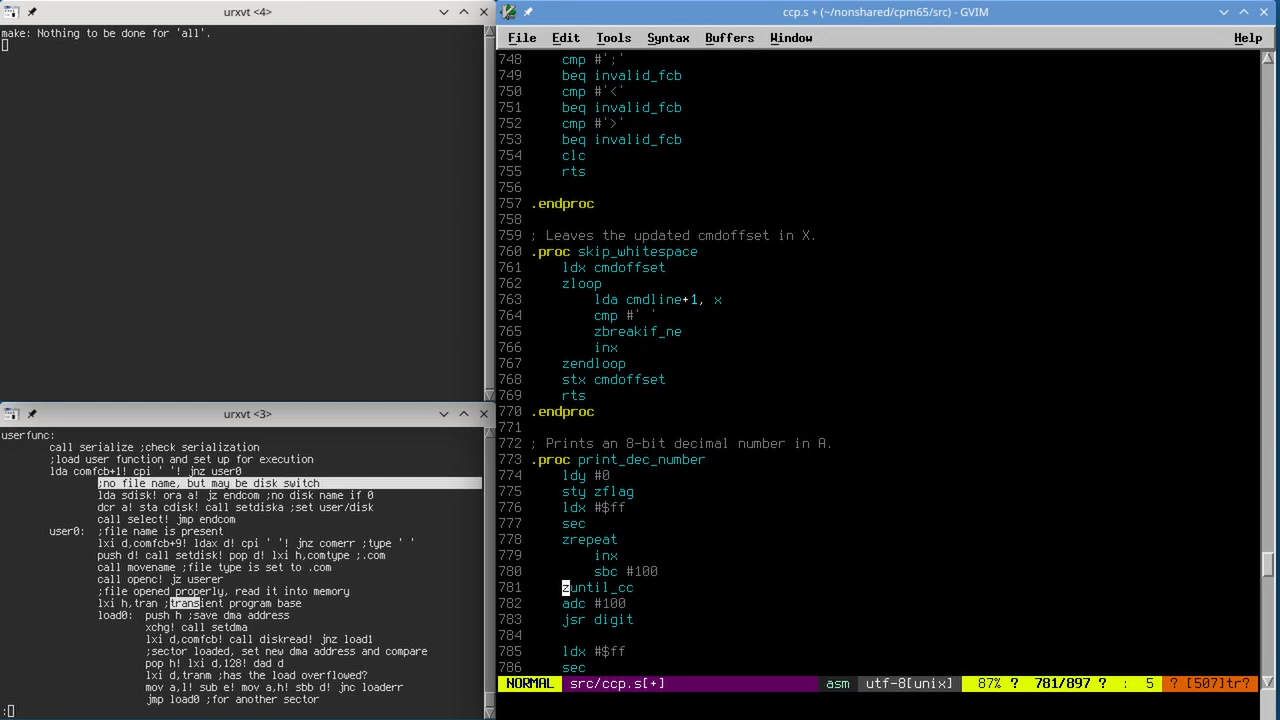 urxvt <4>
make: Nothing to be done for 'all'.
urxvt <3>
userfunc:
call serialize ;check serialization
;load user function and set up for execution
lda comfcb+1! cpi ' '! jnz user0
;no file name, but may be disk switch
lda sdisk! ora a! jz endcom ;no disk name if 0
dcr a! sta cdisk! call setdiska ;set user/disk
call select! jmp endcom
user0: ;file name is present
lxi d,comfcb+9! ldax d! cpi ' '! jnz comerr ;type ' '
push d! call setdisk! pop d! lxi h,comtype ;.com
call movename ;file type is set to .com
call openc! jz userer
;file opened properly, read it into memory
lxi h,tran ;transient program base
load0: push h ;save dma address
xchg! call setdma
lxi d,comfcb! call diskread! jnz load1
;sector loaded, set new dma address and compare
pop h! lxi d,128! dad d
lxi d,tranm ;has the load overflowed?
mov a,l! sub e! mov a,h! sbb d! jnc loaderr
jmp load0 ;for another sector
:
ccp.s + (~/nonshared/cpm65/src) - GVIM
File Edit Tools Syntax Buffers Window Help
748 cmp #';'
749 beq invalid_fcb
750 cmp #'<'
751 beq invalid_fcb
752 cmp #'>'
753 beq invalid_fcb
754 clc
755 rts
756
757 .endproc
758
759 ; Leaves the updated cmdoffset in X.
760 .proc skip_whitespace
761 ldx cmdoffset
762 zloop
763 lda cmdline+1, x
764 cmp #' '
765 zbreakif_ne
766 inx
767 zendloop
768 stx cmdoffset
769 rts
770 .endproc
771
772 ; Prints an 8-bit decimal number in A.
773 .proc print_dec_number
774 ldy #0
775 sty zflag
776 ldx #$ff
777 sec
778 zrepeat
779 inx
780 sbc #100
781 zuntil_cc
782 adc #100
783 jsr digit
784
785 ldx #$ff
786 sec
NORMAL src/ccp.s[+] asm utf-8[unix] 87% ? 781/897 ? : 5 ? [507]tr?